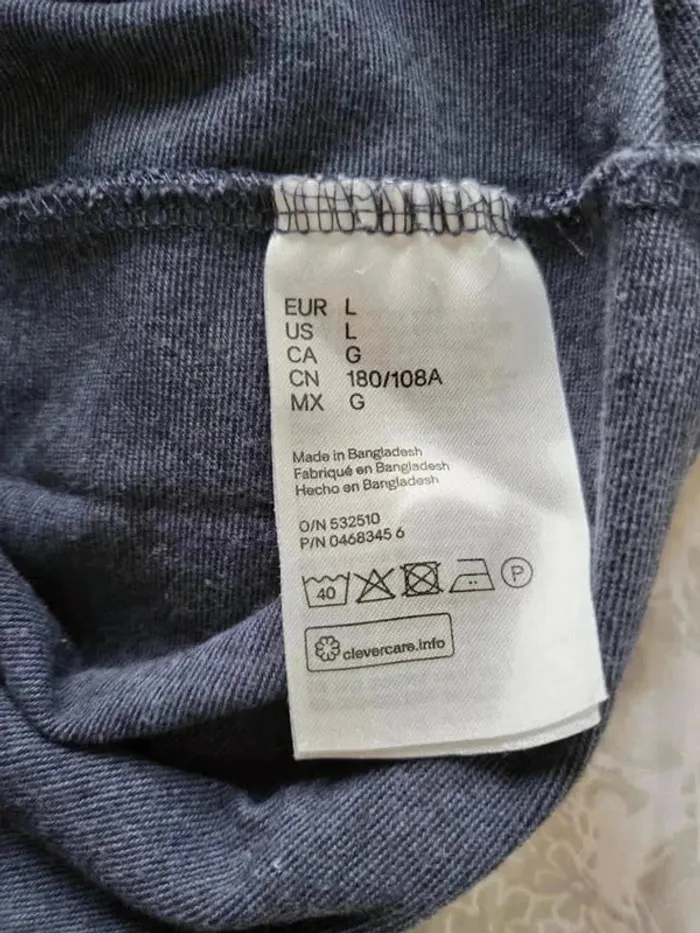 EUR L
US L
CA G
CN 180/108A
MX G
Made in Bangladesh
Fabriqué en Bangladesh
Hecho en Bangladesh
O/N 532510
P/N 0468345 6
40 P
clevercare.info